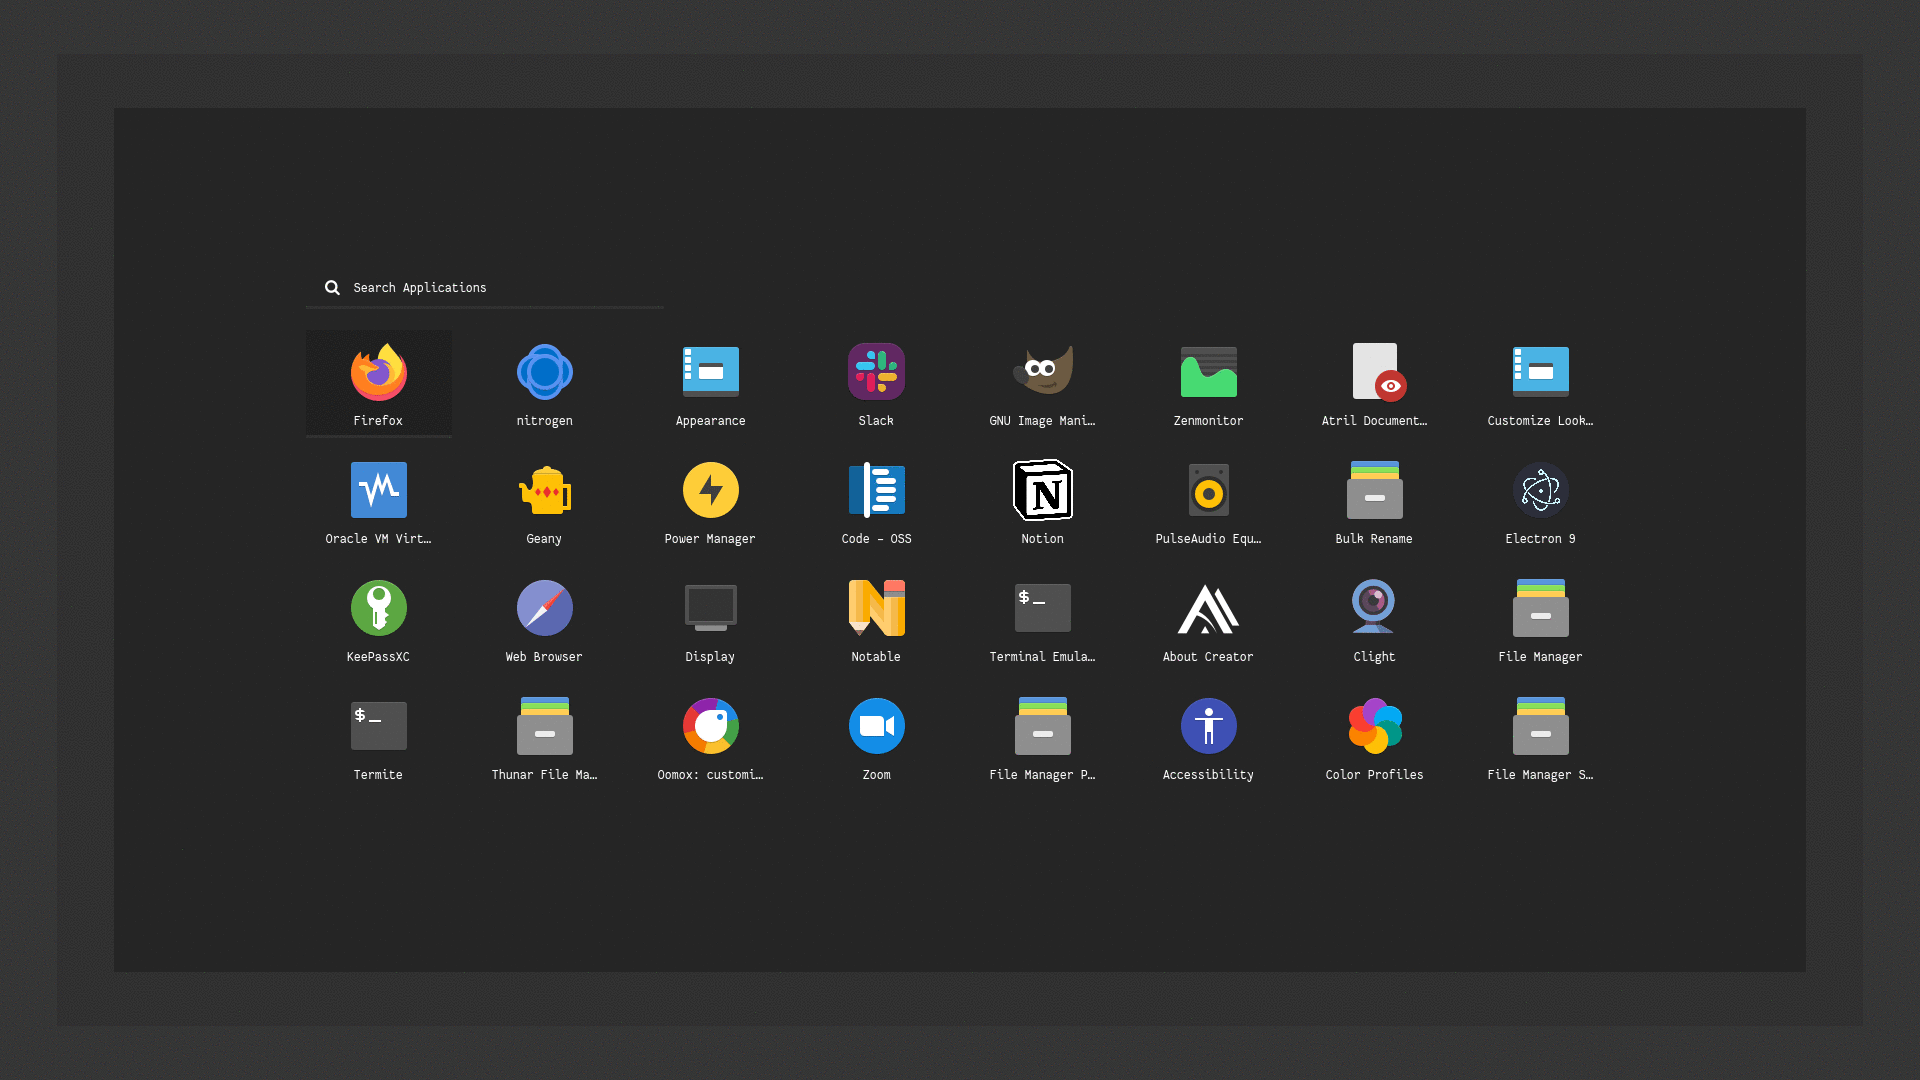 Search Applications
Firefox
nitrogen
Appearance
Slack
GNU Image Mani…
Zenmonitor
Atril Document…
Customize Look…
Oracle VM Virt…
Geany
Power Manager
Code - OSS
N
Notion
PulseAudio Equ…
Bulk Rename
Electron 9
KeePassXC
Web Browser
Display
Notable
$_
Terminal Emula…
About Creator
Clight
File Manager
$_
Termite
Thunar File Ma…
Oomox: customi…
Zoom
File Manager P…
Accessibility
Color Profiles
File Manager S…